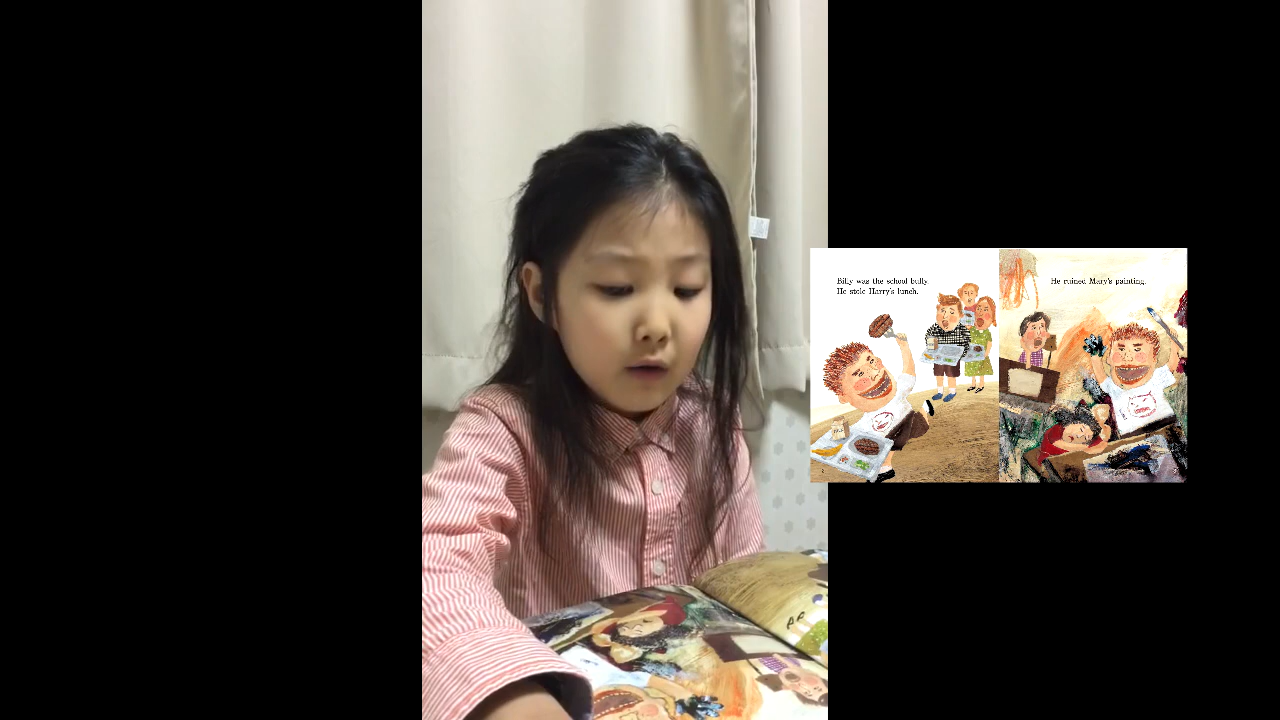 Billy was the school bully.
He stole Harry's lunch.
He ruined Mary's painting.